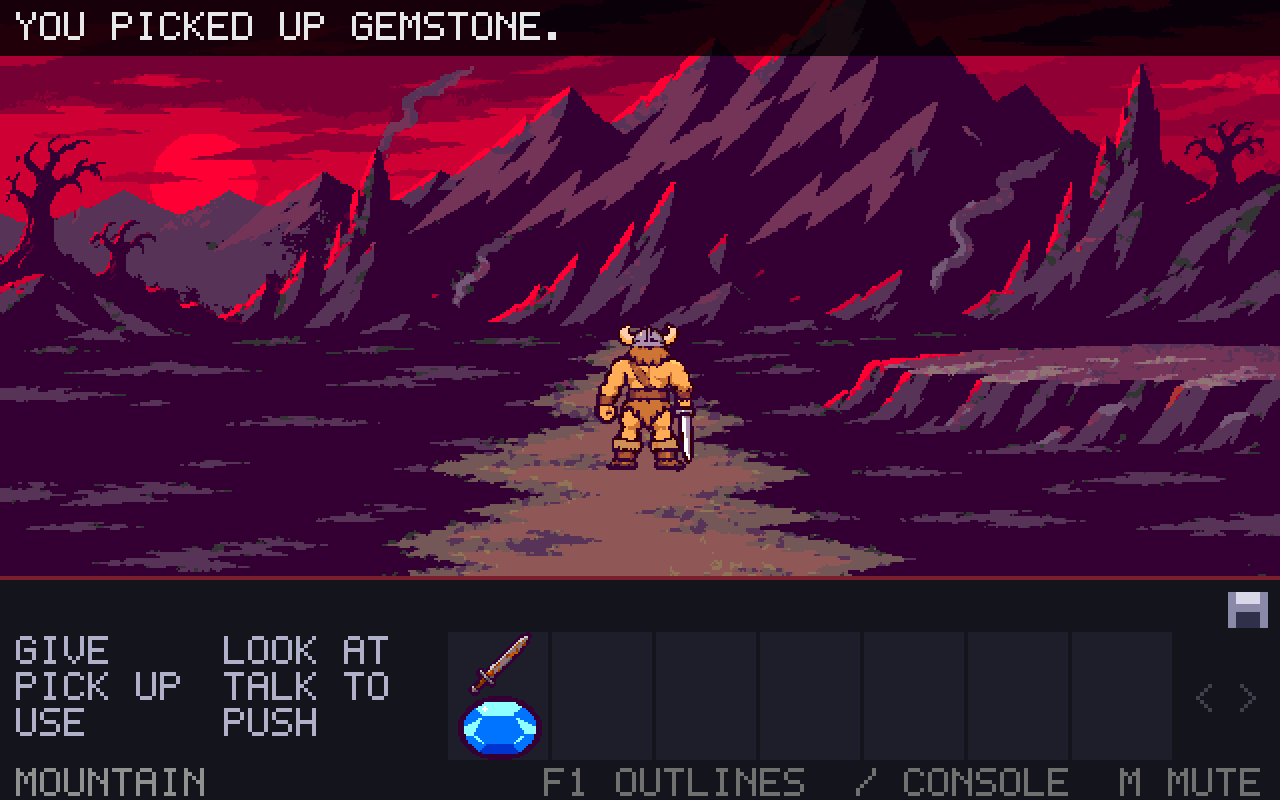 YOU PICKED UP GEMSTONE.
GIVE LOOK AT
PICK UP TALK TO
USE PUSH
MOUNTAIN F1 OUTLINES / CONSOLE M MUTE